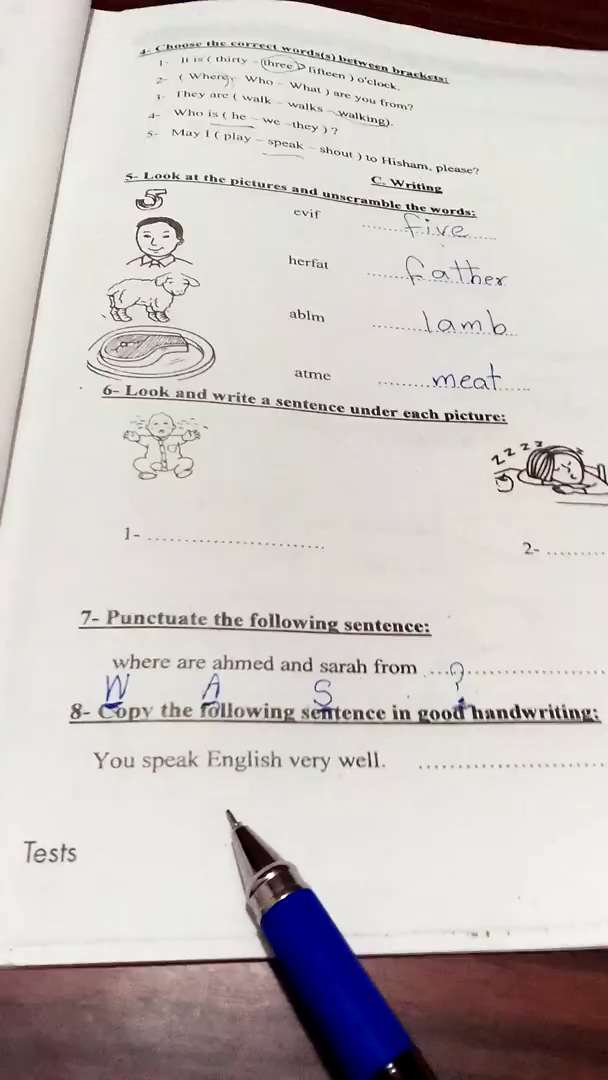 4- Choose the correct words(s) between brackets:
1- It is ( thirty - three - fifteen ) o'clock.
2- ( Where - Who - What ) are you from?
3- They are ( walk - walks - walking).
4- Who is ( he - we - they ) ?
5- May I ( play - speak - shout ) to Hisham, please?
C. Writing
5- Look at the pictures and unscramble the words:
5 evif five
herfat father
ablm lamb
atme meat
6- Look and write a sentence under each picture:
z z z z
1- ........................
2- .........
7- Punctuate the following sentence:
where are ahmed and sarah from ...?....................
W A S ?
8- Copy the following sentence in good handwriting:
You speak English very well. ........................
Tests